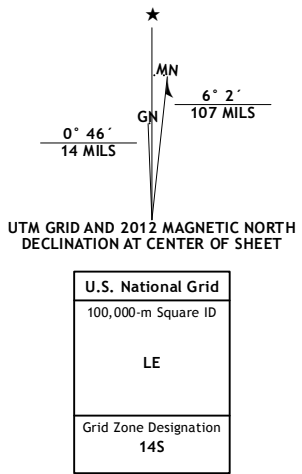 MN
GN
6° 2´
107 MILS
0° 46´
14 MILS
UTM GRID AND 2012 MAGNETIC NORTH
DECLINATION AT CENTER OF SHEET
U.S. National Grid
100,000-m Square ID
LE
Grid Zone Designation
14S